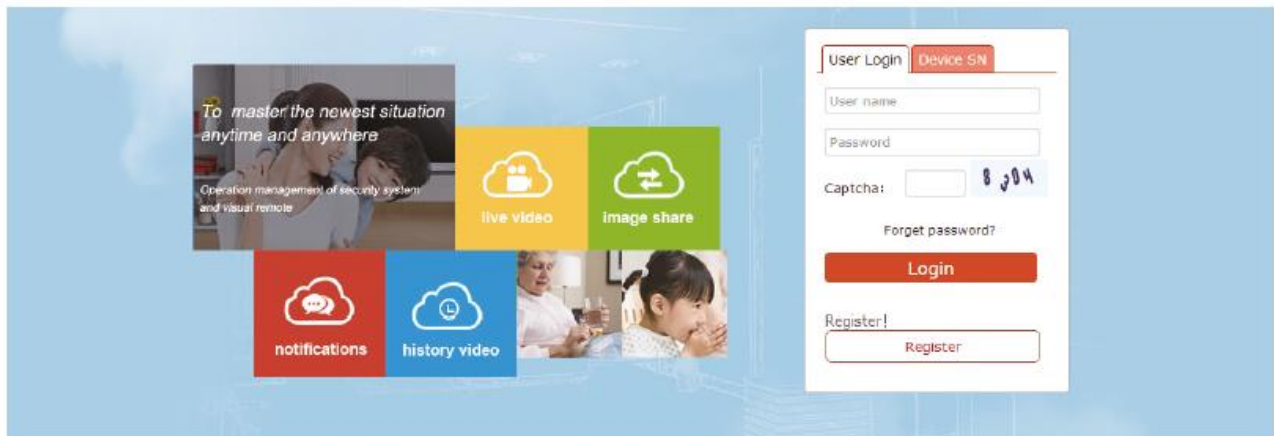 To master the newest situation
anytime and anywhere
Operation management of security system
and visual remote
live video
image share
notifications
history video
User Login
Device SN
User name
Password
Captcha:
8304
Forget password?
Login
Register!
Register